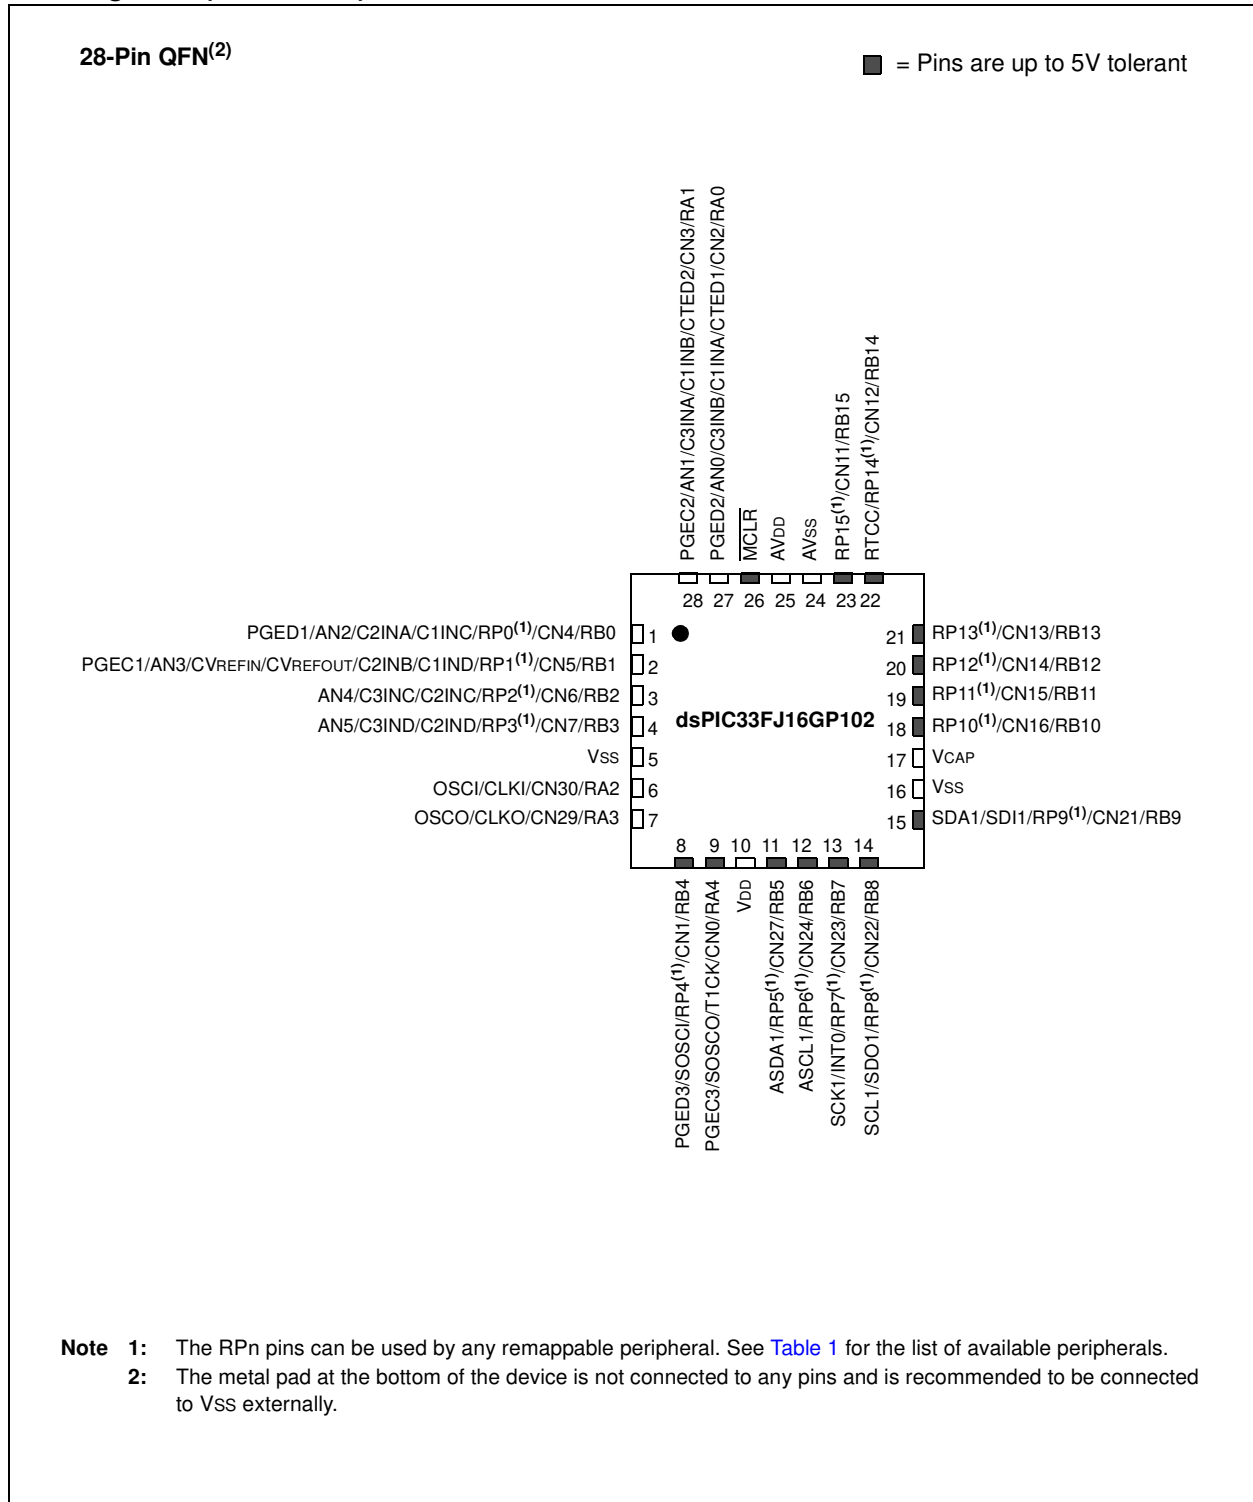 28-Pin QFN(2)
= Pins are up to 5V tolerant
PGEC2/AN1/C3INA/C1INB/CTED2/CN3/RA1
PGED2/AN0/C3INB/C1INA/CTED1/CN2/RA0
MCLR
AVDD
AVSS
RP15(1)/CN11/RB15
RTCC/RP14(1)/CN12/RB14
28 27 26 25 24 23 22
PGED1/AN2/C2INA/C1INC/RP0(1)/CN4/RB0 1
PGEC1/AN3/CVREFIN/CVREFOUT/C2INB/C1IND/RP1(1)/CN5/RB1 2
AN4/C3INC/C2INC/RP2(1)/CN6/RB2 3
AN5/C3IND/C2IND/RP3(1)/CN7/RB3 4
VSS 5
OSCI/CLKI/CN30/RA2 6
OSCO/CLKO/CN29/RA3 7
dsPIC33FJ16GP102
21 RP13(1)/CN13/RB13
20 RP12(1)/CN14/RB12
19 RP11(1)/CN15/RB11
18 RP10(1)/CN16/RB10
17 VCAP
16 VSS
15 SDA1/SDI1/RP9(1)/CN21/RB9
8 9 10 11 12 13 14
PGED3/SOSCI/RP4(1)/CN1/RB4
PGEC3/SOSCO/T1CK/CN0/RA4
VDD
ASDA1/RP5(1)/CN27/RB5
ASCL1/RP6(1)/CN24/RB6
SCK1/INT0/RP7(1)/CN23/RB7
SCL1/SDO1/RP8(1)/CN22/RB8
Note 1: The RPn pins can be used by any remappable peripheral. See Table 1 for the list of available peripherals.
2: The metal pad at the bottom of the device is not connected to any pins and is recommended to be connected
to VSS externally.